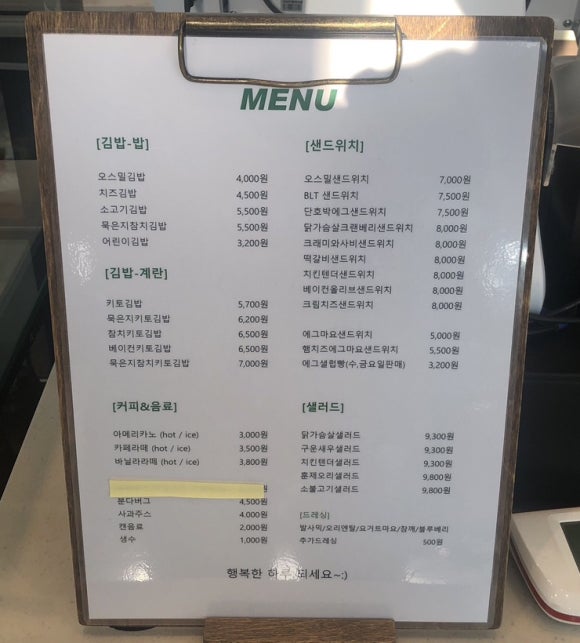 MENU
[김밥-밥]
오스밀김밥 4,000원
치즈김밥 4,500원
소고기김밥 5,500원
묵은지참치김밥 5,500원
어린이김밥 3,200원
[김밥-계란]
키토김밥 5,700원
묵은지키토김밥 6,200원
참치키토김밥 6,500원
베이컨키토김밥 6,500원
묵은지참치키토김밥 7,000원
[커피&음료]
아메리카노 (hot / ice) 3,000원
카페라떼 (hot / ice) 3,500원
바닐라라떼 (hot / ice) 3,800원
분다버그 4,500원
사과주스 4,000원
캔음료 2,000원
생수 1,000원
[샌드위치]
오스밀샌드위치 7,000원
BLT 샌드위치 7,500원
단호박에그샌드위치 7,500원
닭가슴살크랜베리샌드위치 8,000원
크래미와사비샌드위치 8,000원
떡갈비샌드위치 8,000원
치킨텐더샌드위치 8,000원
베이컨올리브샌드위치 8,000원
크림치즈샌드위치 8,000원
에그마요샌드위치 5,000원
햄치즈에그마요샌드위치 5,500원
에그샐럽빵(수,금요일판매) 3,200원
[샐러드]
닭가슴살샐러드 9,300원
구운새우샐러드 9,300원
치킨텐더샐러드 9,300원
훈제오리샐러드 9,800원
소불고기샐러드 9,800원
[드레싱]
발사믹/오리엔탈/요거트마요/참깨/블루베리
추가드레싱 500원
행복한 하루 되세요~:)